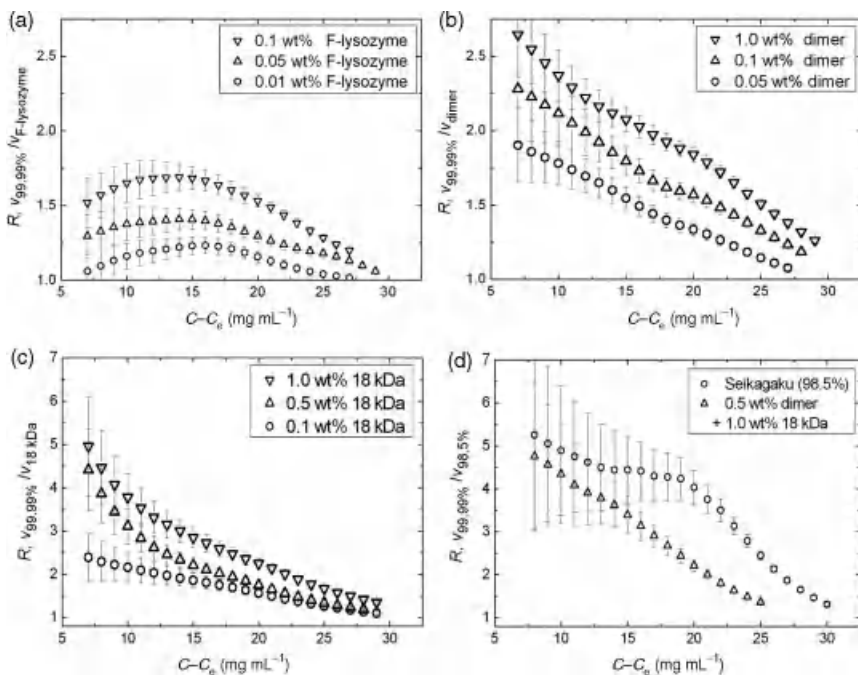 (a)
▽ 0.1 wt% F-lysozyme
△ 0.05 wt% F-lysozyme
○ 0.01 wt% F-lysozyme
R, v99.99% /vF-lysozyme
2.5
2.0
1.5
1.0
5 10 15 20 25 30
C–Ce (mg mL⁻¹)
(b)
▽ 1.0 wt% dimer
△ 0.1 wt% dimer
○ 0.05 wt% dimer
R, v99.99% /vdimer
2.5
2.0
1.5
1.0
5 10 15 20 25 30
C–Ce (mg mL⁻¹)
(c)
▽ 1.0 wt% 18 kDa
△ 0.5 wt% 18 kDa
○ 0.1 wt% 18 kDa
R, v99.99% /v18 kDa
7
6
5
4
3
2
1
5 10 15 20 25 30
C–Ce (mg mL⁻¹)
(d)
○ Seikagaku (98.5%)
△ 0.5 wt% dimer
+ 1.0 wt% 18 kDa
R, v99.99% /v98.5%
7
6
5
4
3
2
1
5 10 15 20 25 30
C–Ce (mg mL⁻¹)